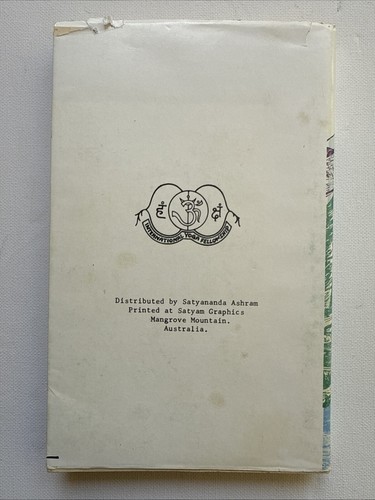 हं ॐ क्षं
INTERNATIONAL YOGA FELLOWSHIP
Distributed by Satyananda Ashram
Printed at Satyam Graphics
Mangrove Mountain.
Australia.